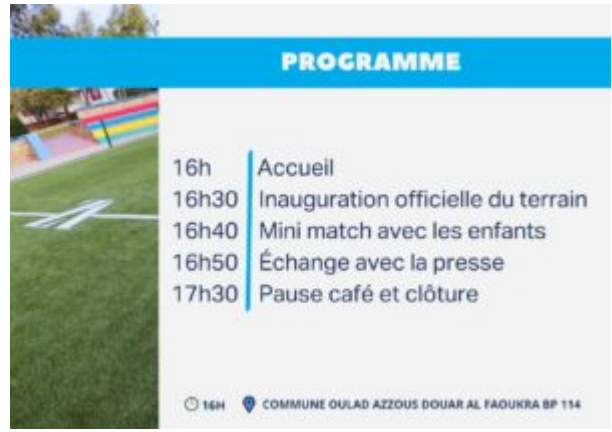 PROGRAMME
16h Accueil
16h30 Inauguration officielle du terrain
16h40 Mini match avec les enfants
16h50 Échange avec la presse
17h30 Pause café et clôture
16H COMMUNE OULAD AZZOUS DOUAR AL FAOUKRA BP 114